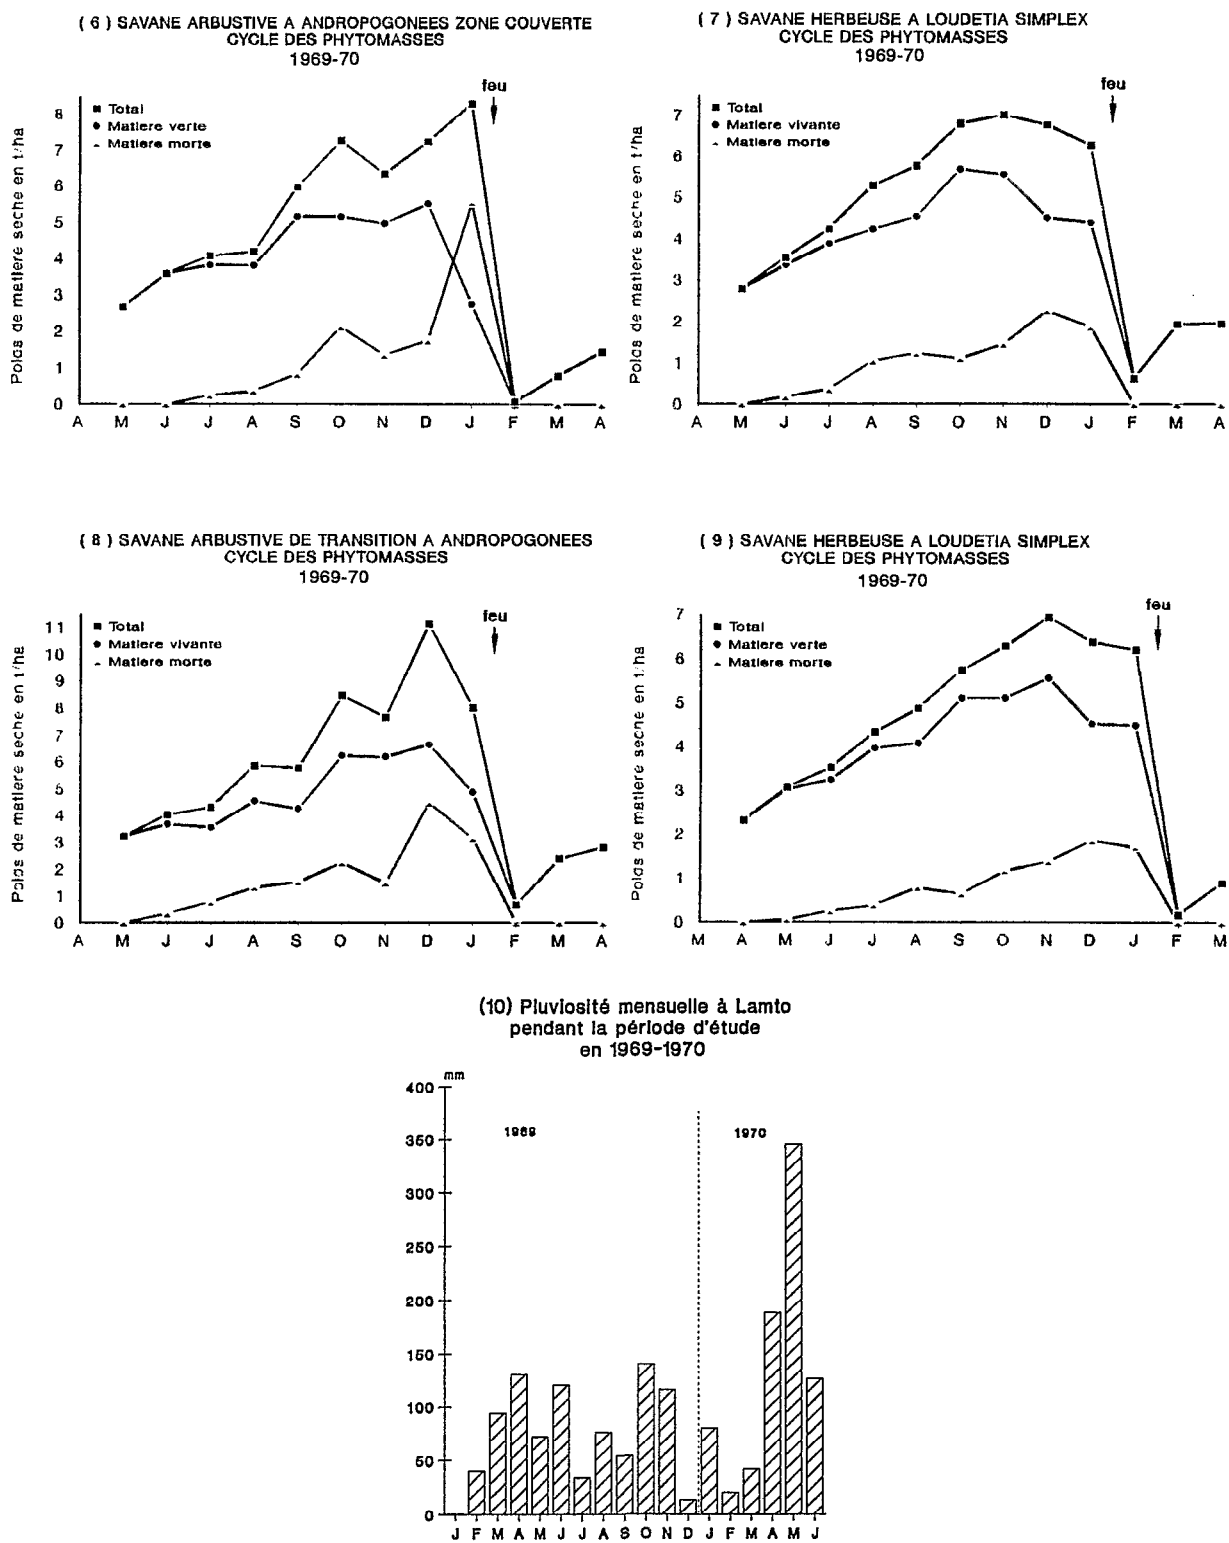 ( 6 ) SAVANE ARBUSTIVE A ANDROPOGONEES ZONE COUVERTE
CYCLE DES PHYTOMASSES
1969-70
feu
Total
Matiere verte
Matiere morte
Poids de matiere seche en t/ha
8
7
6
5
4
3
2
1
0
A M J J A S O N D J F M A
( 7 ) SAVANE HERBEUSE A LOUDETIA SIMPLEX
CYCLE DES PHYTOMASSES
1969-70
feu
Total
Matiere vivante
Matiere morte
Poids de matiere seche en t/ha
7
6
5
4
3
2
1
0
A M J J A S O N D J F M A
( 8 ) SAVANE ARBUSTIVE DE TRANSITION A ANDROPOGONEES
CYCLE DES PHYTOMASSES
1969-70
feu
Total
Matiere vivante
Matiere morte
Poids de matiere seche en t/ha
11
10
9
8
7
6
5
4
3
2
1
0
A M J J A S O N D J F M A
( 9 ) SAVANE HERBEUSE A LOUDETIA SIMPLEX
CYCLE DES PHYTOMASSES
1969-70
feu
Total
Matiere verte
Matiere morte
Poids de matiere seche en t/ha
7
6
5
4
3
2
1
0
M A M J J A S O N D J F M
(10) Pluviosité mensuelle à Lamto
pendant la période d'étude
en 1969-1970
mm
400
350
300
250
200
150
100
50
0
1969
1970
J F M A M J J A S O N D J F M A M J